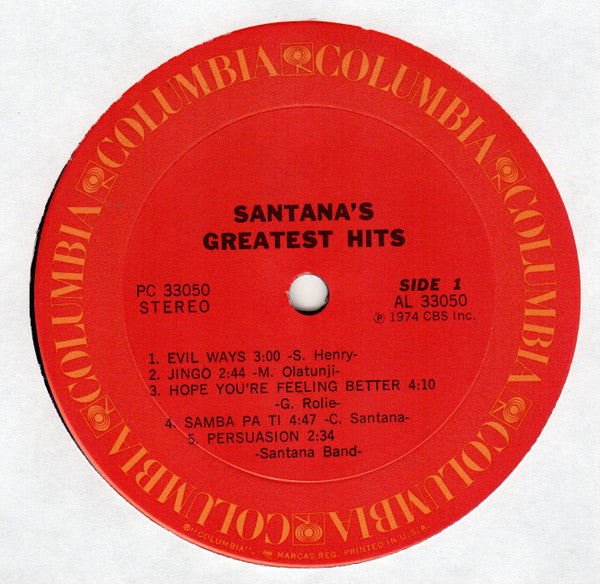 COLUMBIA COLUMBIA COLUMBIA COLUMBIA COLUMBIA COLUMBIA
SANTANA'S
GREATEST HITS
PC 33050
STEREO
SIDE 1
AL 33050
Ⓟ 1974 CBS Inc.
1. EVIL WAYS 3:00 -S. Henry-
2. JINGO 2:44 -M. Olatunji-
3. HOPE YOU'RE FEELING BETTER 4:10
-G. Rolie-
4. SAMBA PA TI 4:47 -C. Santana-
5. PERSUASION 2:34
-Santana Band-
®"COLUMBIA", MARCAS REG. PRINTED IN U.S.A.